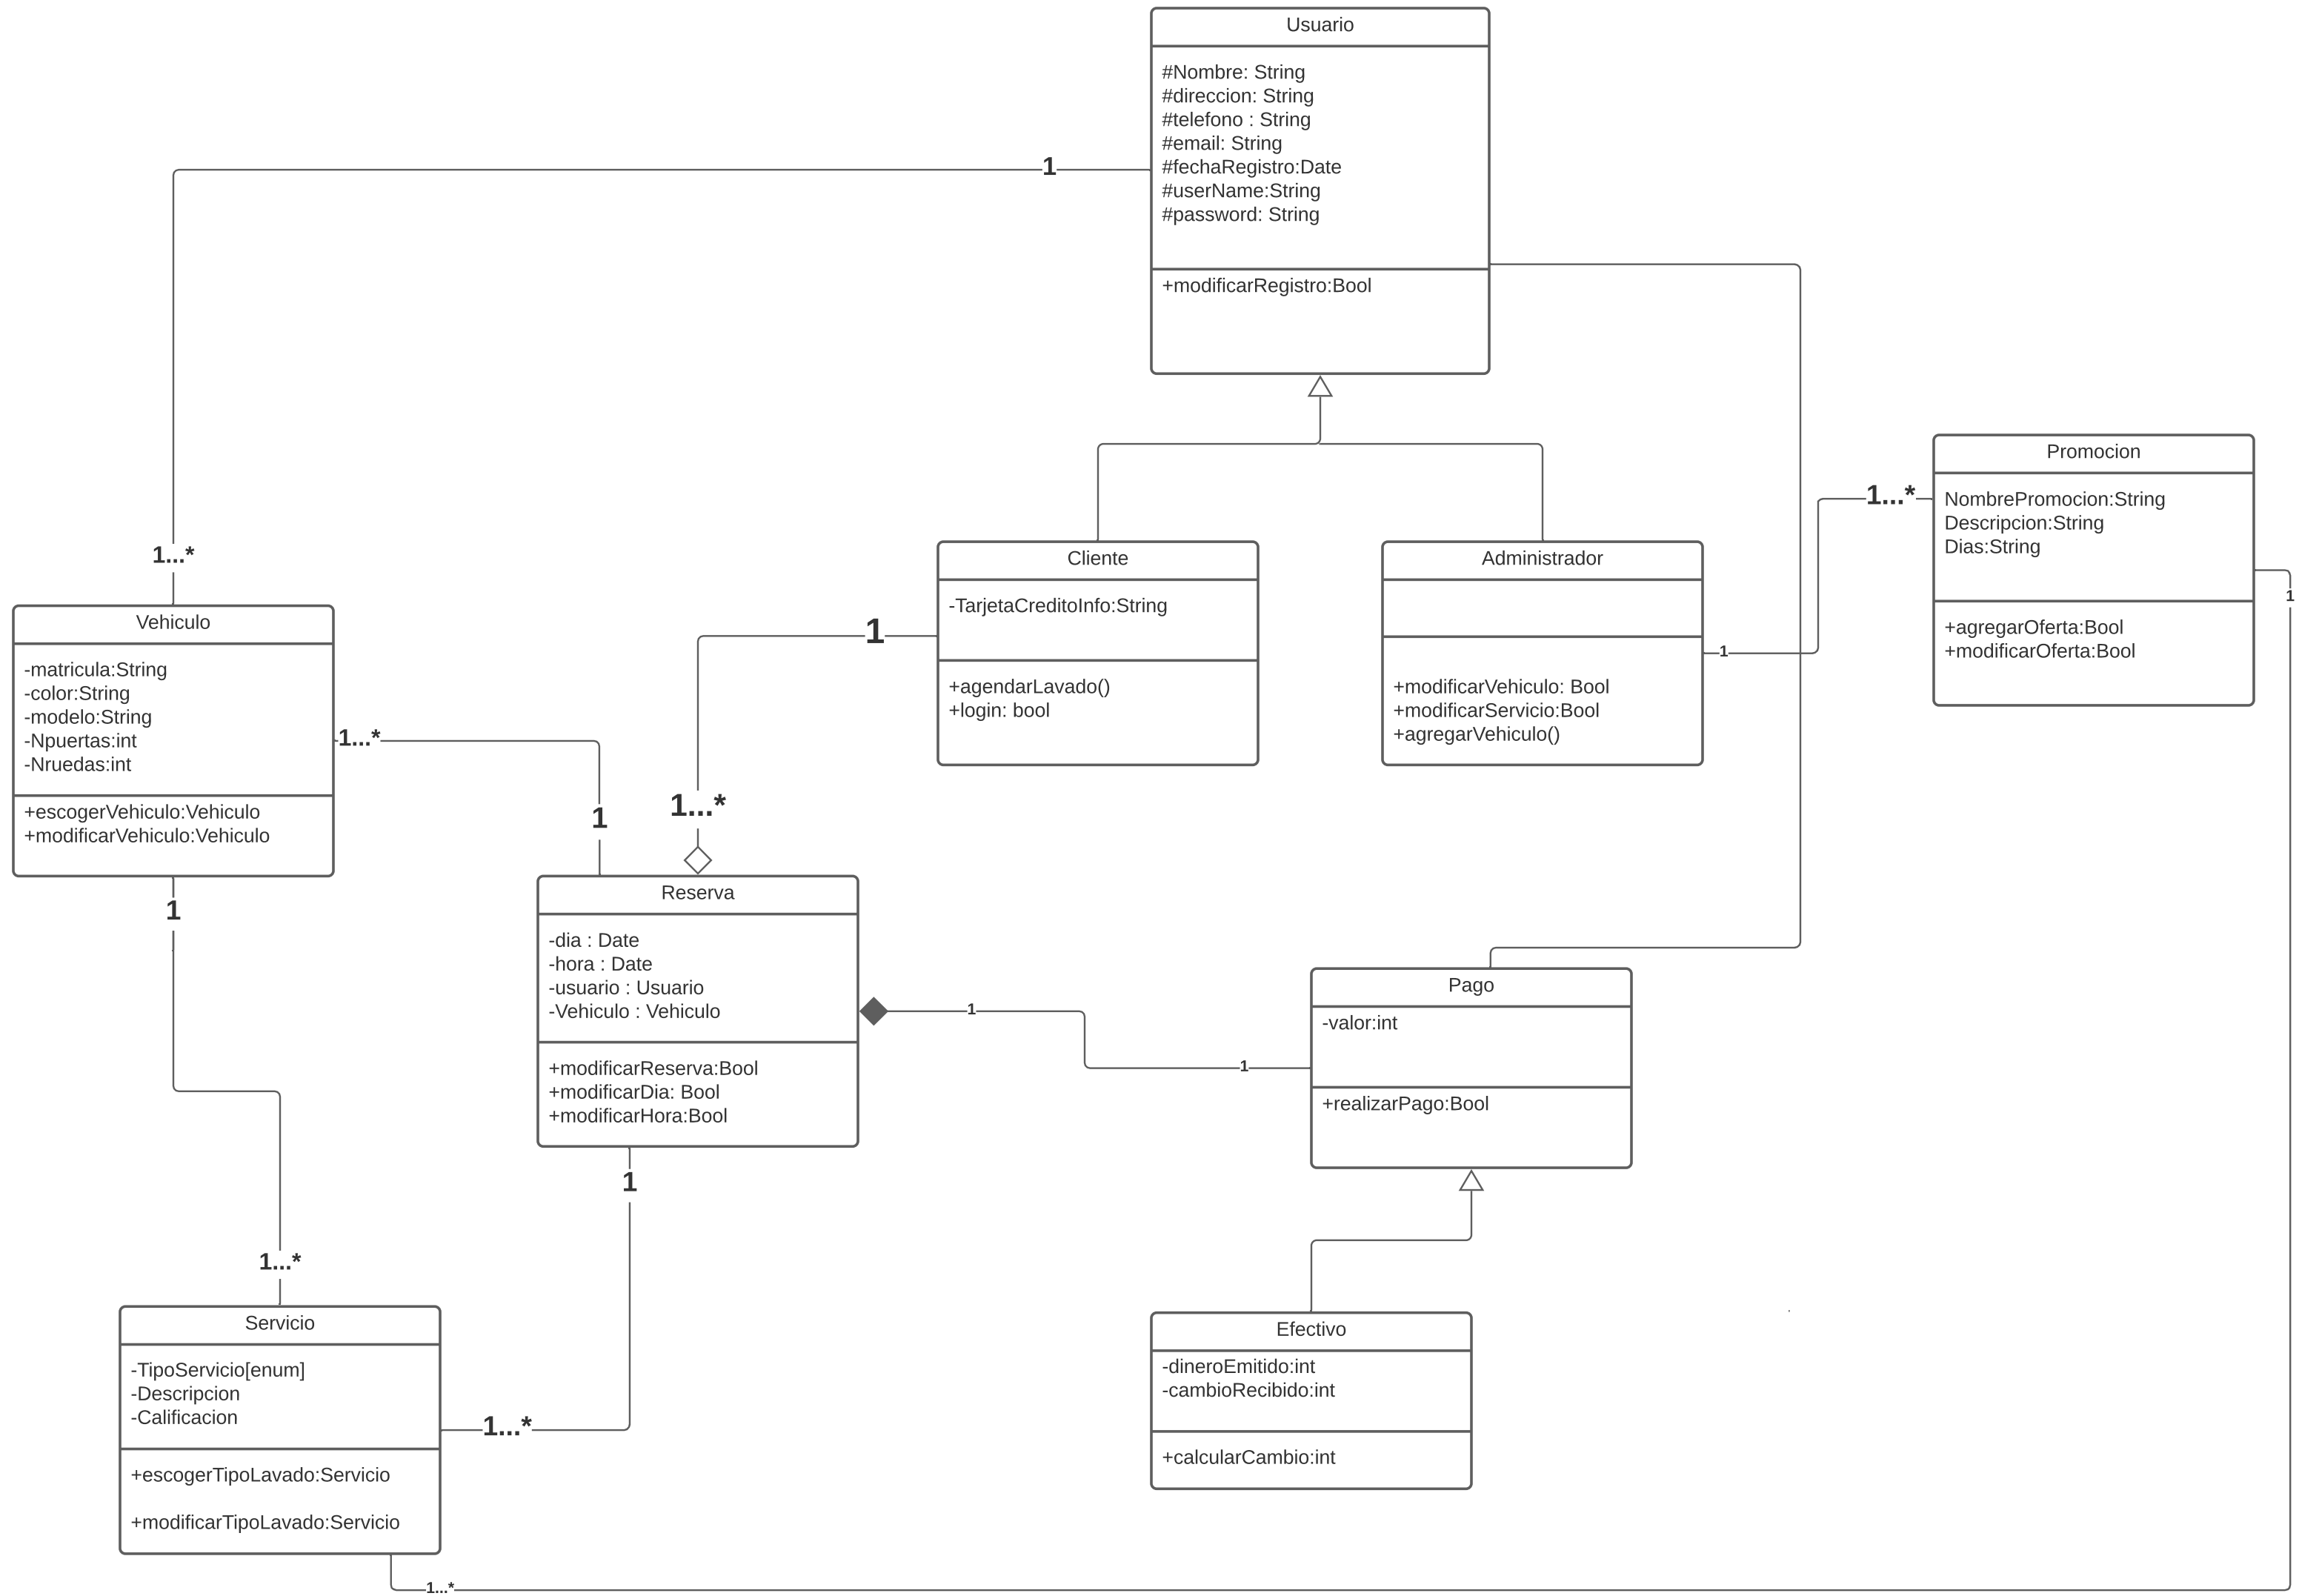 Usuario
#Nombre: String
#direccion: String
#telefono : String
#email: String
#fechaRegistro:Date
#userName:String
#password: String
+modificarRegistro:Bool
1
1...*
Vehiculo
-matricula:String
-color:String
-modelo:String
-Npuertas:int
-Nruedas:int
+escogerVehiculo:Vehiculo
+modificarVehiculo:Vehiculo
1...*
1
1
1...*
Cliente
-TarjetaCreditoInfo:String
+agendarLavado()
+login: bool
1
1...*
Administrador
+modificarVehiculo: Bool
+modificarServicio:Bool
+agregarVehiculo()
1
1...*
Promocion
NombrePromocion:String
Descripcion:String
Dias:String
+agregarOferta:Bool
+modificarOferta:Bool
1
Reserva
-dia : Date
-hora : Date
-usuario : Usuario
-Vehiculo : Vehiculo
+modificarReserva:Bool
+modificarDia: Bool
+modificarHora:Bool
1
1
1
1...*
Pago
-valor:int
+realizarPago:Bool
Servicio
-TipoServicio[enum]
-Descripcion
-Calificacion
+escogerTipoLavado:Servicio
+modificarTipoLavado:Servicio
1...*
Efectivo
-dineroEmitido:int
-cambioRecibido:int
+calcularCambio:int